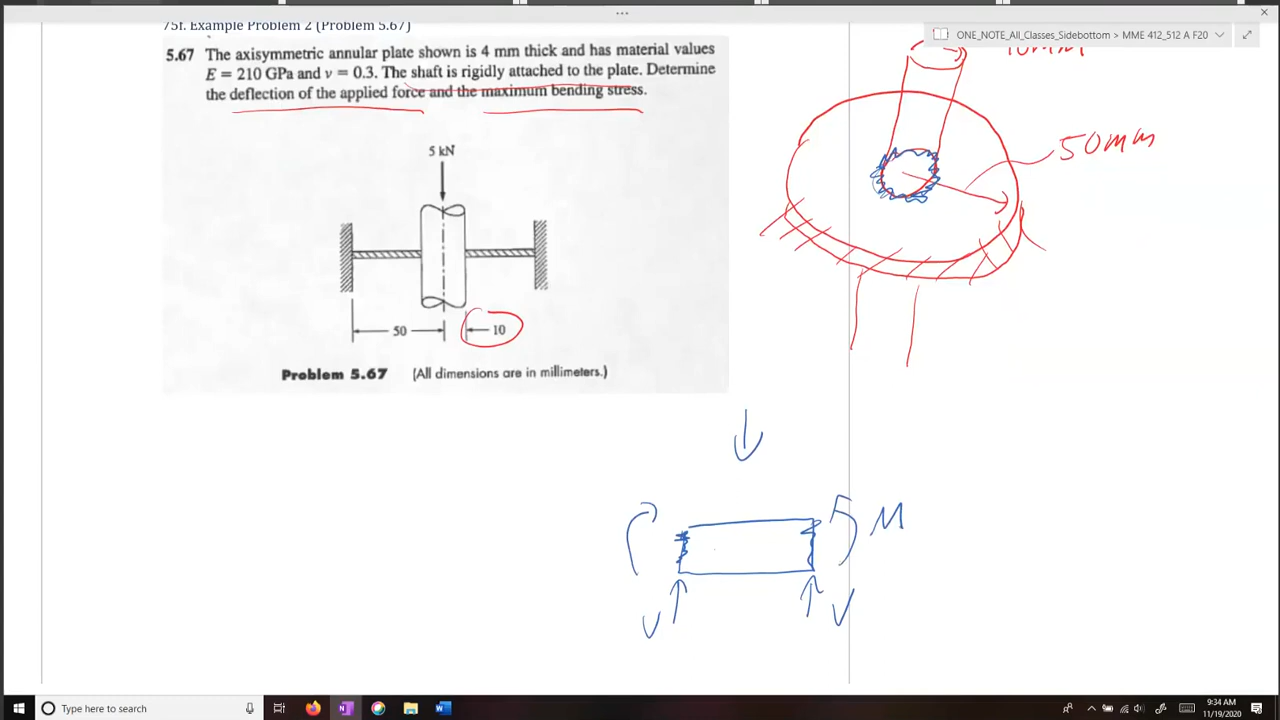 75f. Example Problem 2 (Problem 5.67)
ONE_NOTE_All_Classes_Sidebottom > MME 412_512 A F20
5.67 The axisymmetric annular plate shown is 4 mm thick and has material values
E = 210 GPa and ν = 0.3. The shaft is rigidly attached to the plate. Determine
the deflection of the applied force and the maximum bending stress.
10mm
50mm
5 kN
50
10
Problem 5.67 (All dimensions are in millimeters.)
M
V
V
Type here to search
9:34 AM
11/19/2020